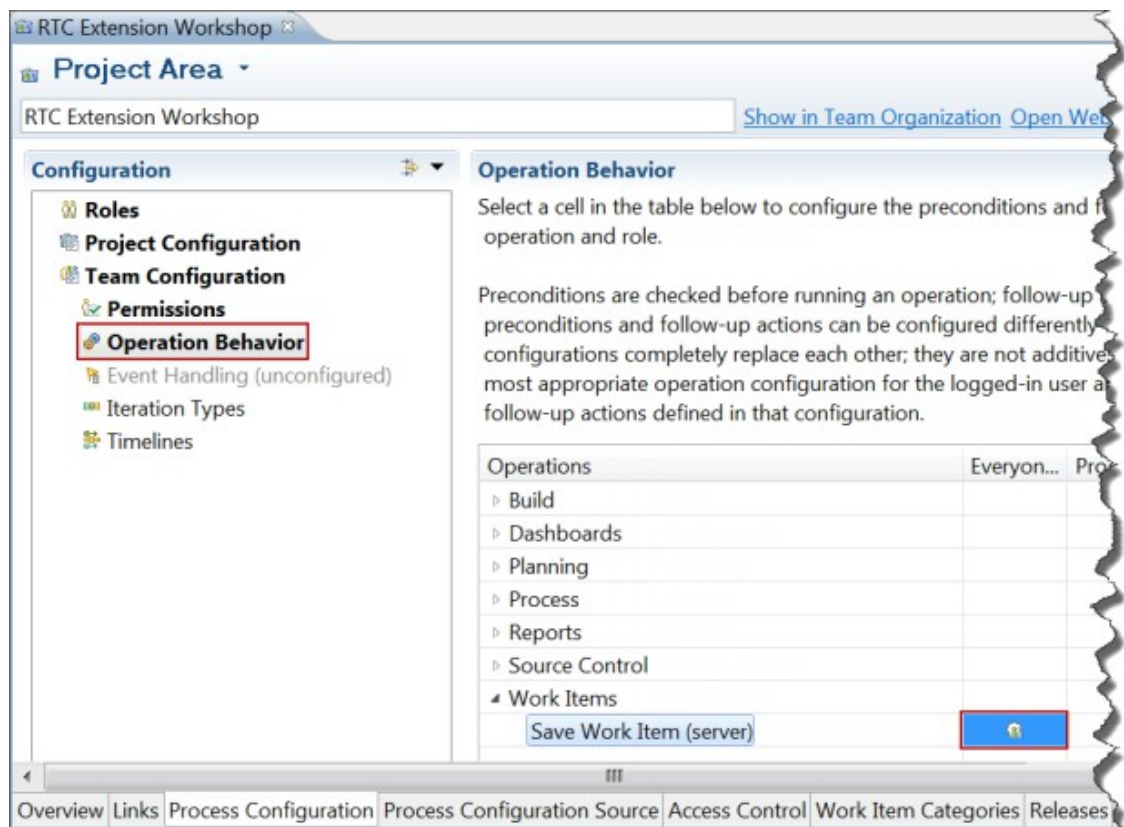 RTC Extension Workshop
Project Area
RTC Extension Workshop
Show in Team Organization Open Web
Configuration
Roles
Project Configuration
Team Configuration
Permissions
Operation Behavior
Event Handling (unconfigured)
Iteration Types
Timelines
Operation Behavior
Select a cell in the table below to configure the preconditions and
operation and role.
Preconditions are checked before running an operation; follow-up
preconditions and follow-up actions can be configured differently
configurations completely replace each other; they are not additive
most appropriate operation configuration for the logged-in user
follow-up actions defined in that configuration.
Operations Everyon...
Build
Dashboards
Planning
Process
Reports
Source Control
Work Items
Save Work Item (server)
Overview Links Process Configuration Process Configuration Source Access Control Work Item Categories Releases